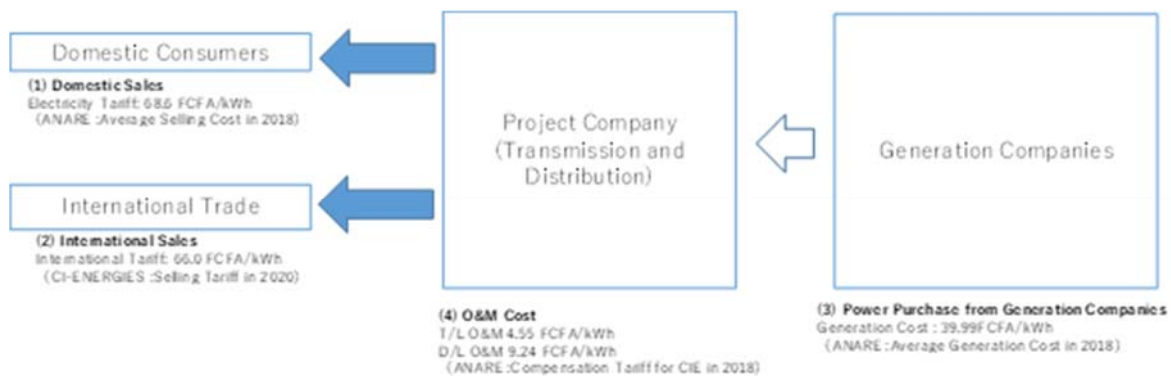 Domestic Consumers
(1) Domestic Sales
Electricity Tariff: 68.6 FCFA/kWh
(ANARE :Average Selling Cost in 2018)
International Trade
(2) International Sales
International Tariff: 66.0 FCFA/kWh
(CI-ENERGIES :Selling Tariff in 2020)
Project Company
(Transmission and
Distribution)
(4) O&M Cost
T/L O&M 4.55 FCFA/kWh
D/L O&M 9.24 FCFA/kWh
(ANARE :Compensation Tariff for CIE in 2018)
Generation Companies
(3) Power Purchase from Generation Companies
Generation Cost : 39.99FCFA/kWh
(ANARE :Average Generation Cost in 2018)